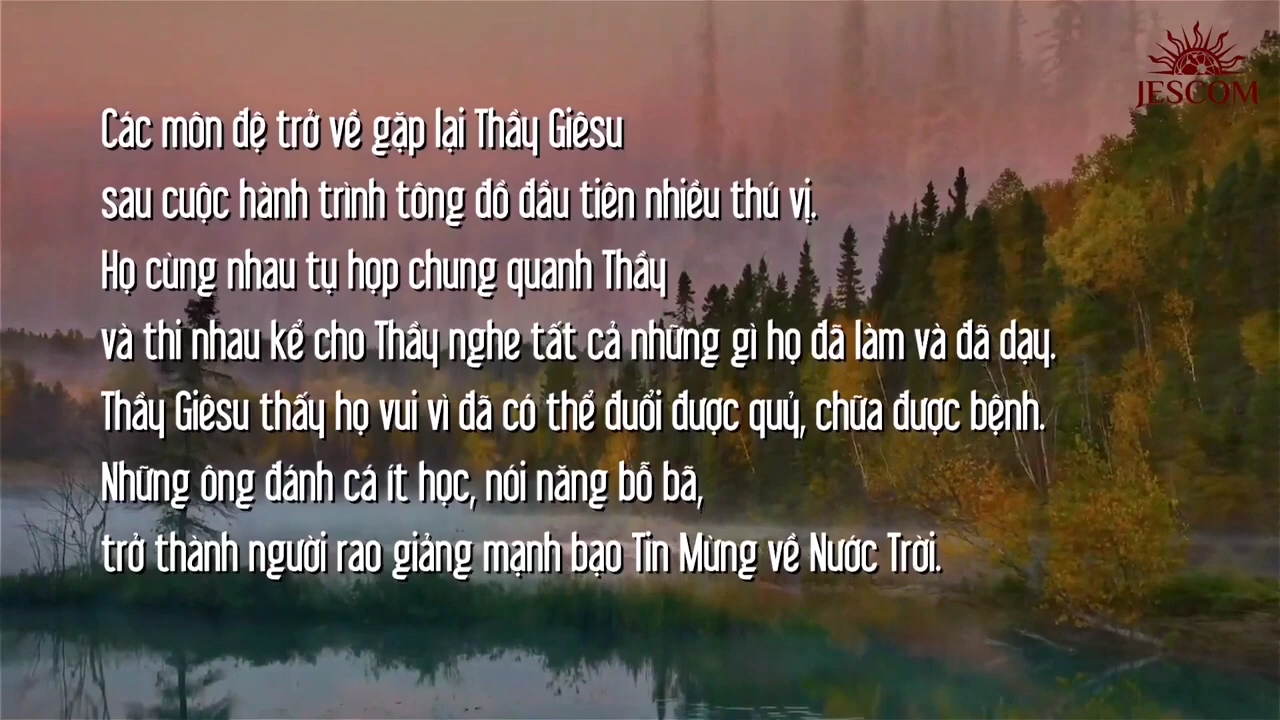 JESCOM
Các môn đệ trở về gặp lại Thầy Giêsu
sau cuộc hành trình tông đồ đầu tiên nhiều thú vị.
Họ cùng nhau tụ họp chung quanh Thầy
và thi nhau kể cho Thầy nghe tất cả những gì họ đã làm và đã dạy.
Thầy Giêsu thấy họ vui vì đã có thể đuổi được quỷ, chữa được bệnh.
Những ông đánh cá ít học, nói năng bỗ bã,
trở thành người rao giảng mạnh bạo Tin Mừng về Nước Trời.